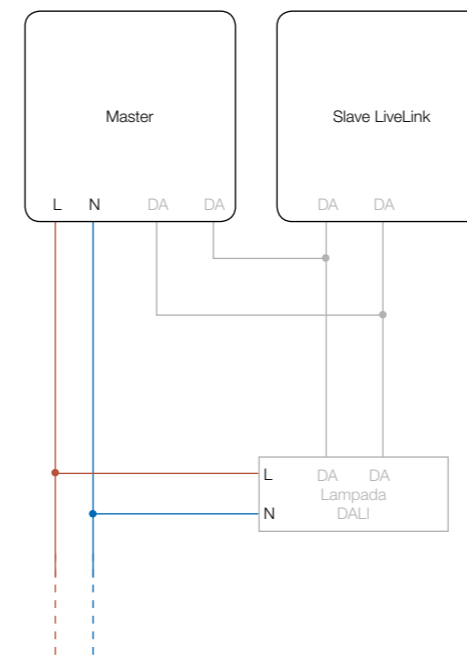 Master
Slave LiveLink
L N DA DA
DA DA
L DA DA
Lampada
N DALI